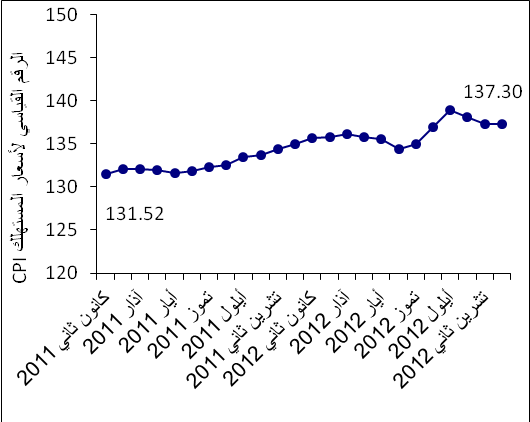 الرقم القياسي لأسعار المستهلك CPI
150
145
140
135
130
125
120
131.52
137.30
كانون ثاني 2011
آذار 2011
أيار 2011
تموز 2011
أيلول 2011
تشرين ثاني 2011
كانون ثاني 2012
آذار 2012
أيار 2012
تموز 2012
أيلول 2012
تشرين ثاني 2012